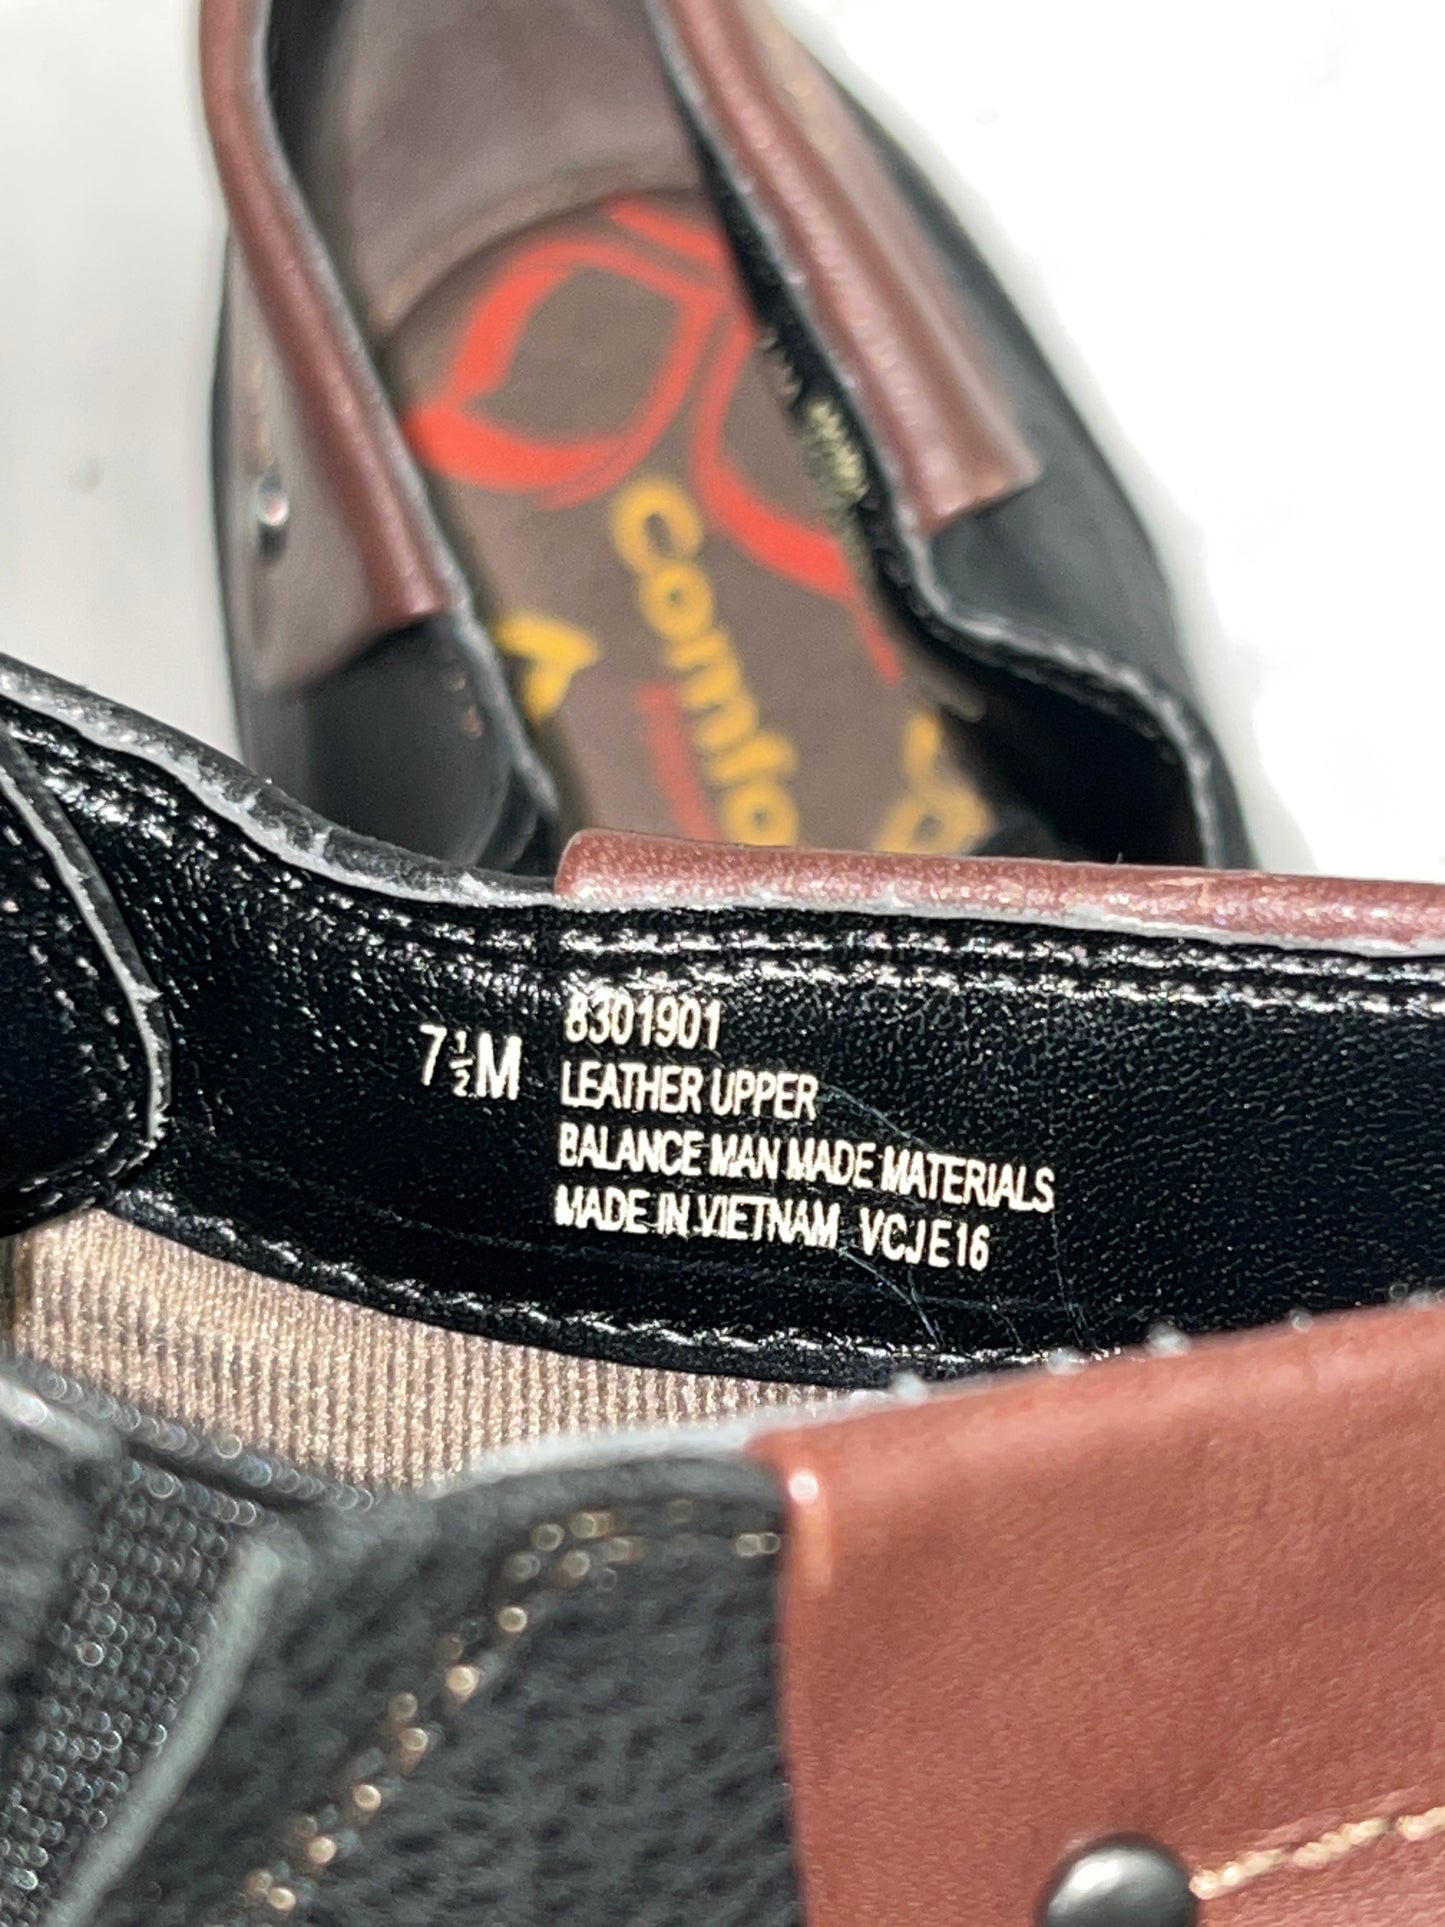 Comfo
7½M
8301901
LEATHER UPPER
BALANCE MAN MADE MATERIALS
MADE IN VIETNAM VCJE16